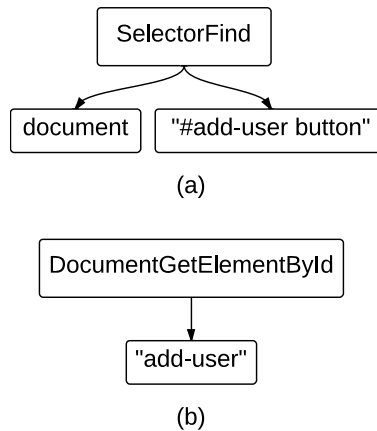 SelectorFind
document
"#add-user button"
(a)
DocumentGetElementById
"add-user"
(b)